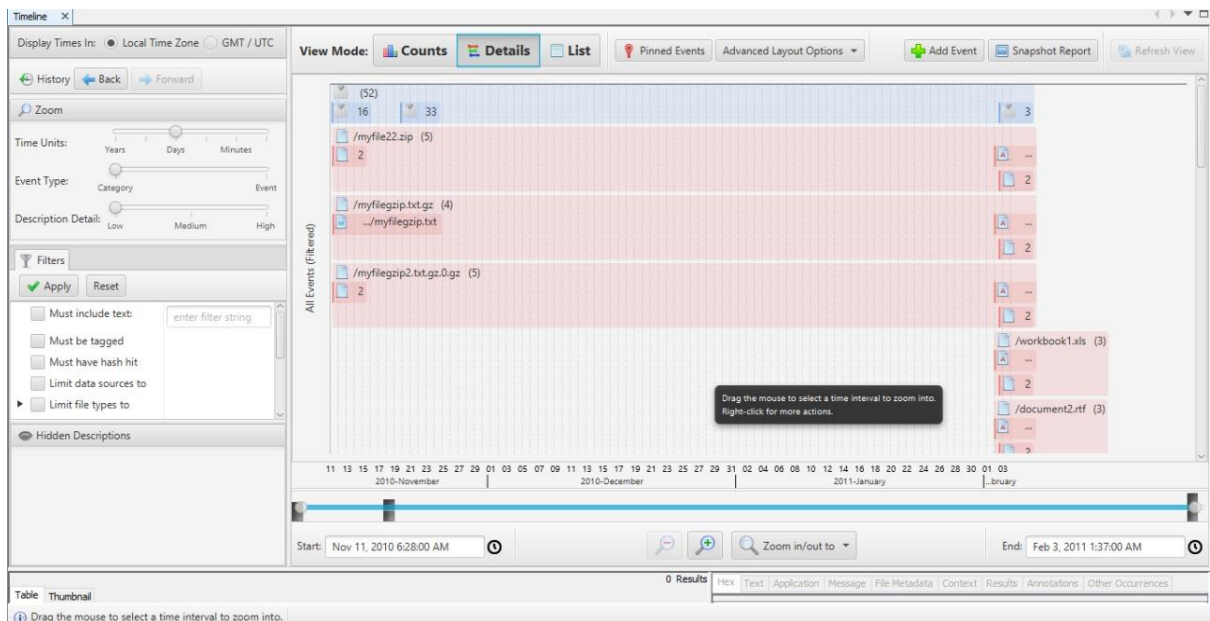 Timeline X
Display Times In: Local Time Zone GMT / UTC
History Back Forward
Zoom
Time Units:
Years Days Minutes
Event Type:
Category Event
Description Detail:
Low Medium High
Filters
Apply Reset
Must include text: enter filter string
Must be tagged
Must have hash hit
Limit data sources to
Limit file types to
Hidden Descriptions
View Mode: Counts Details List Pinned Events Advanced Layout Options Add Event Snapshot Report Refresh View
All Events (Filtered)
(52)
16 33 3
/myfile22.zip (5)
2 ...
2
/myfilegzip.txt.gz (4)
.../myfilegzip.txt ...
2
/myfilegzip2.txt.gz.0.gz (5)
2 ...
2
/workbook1.xls (3)
...
2
Drag the mouse to select a time interval to zoom into.
Right-click for more actions.
/document2.rtf (3)
...
2
11 13 15 17 19 21 23 25 27 29 01 03 05 07 09 11 13 15 17 19 21 23 25 27 29 31 02 04 06 08 10 12 14 16 18 20 22 24 26 28 30 01 03
2010-November 2010-December 2011-January ...bruary
Start: Nov 11, 2010 6:28:00 AM Zoom in/out to End: Feb 3, 2011 1:37:00 AM
Table Thumbnail
0 Results
Hex Text Application Message File Metadata Context Results Annotations Other Occurrences
Drag the mouse to select a time interval to zoom into.